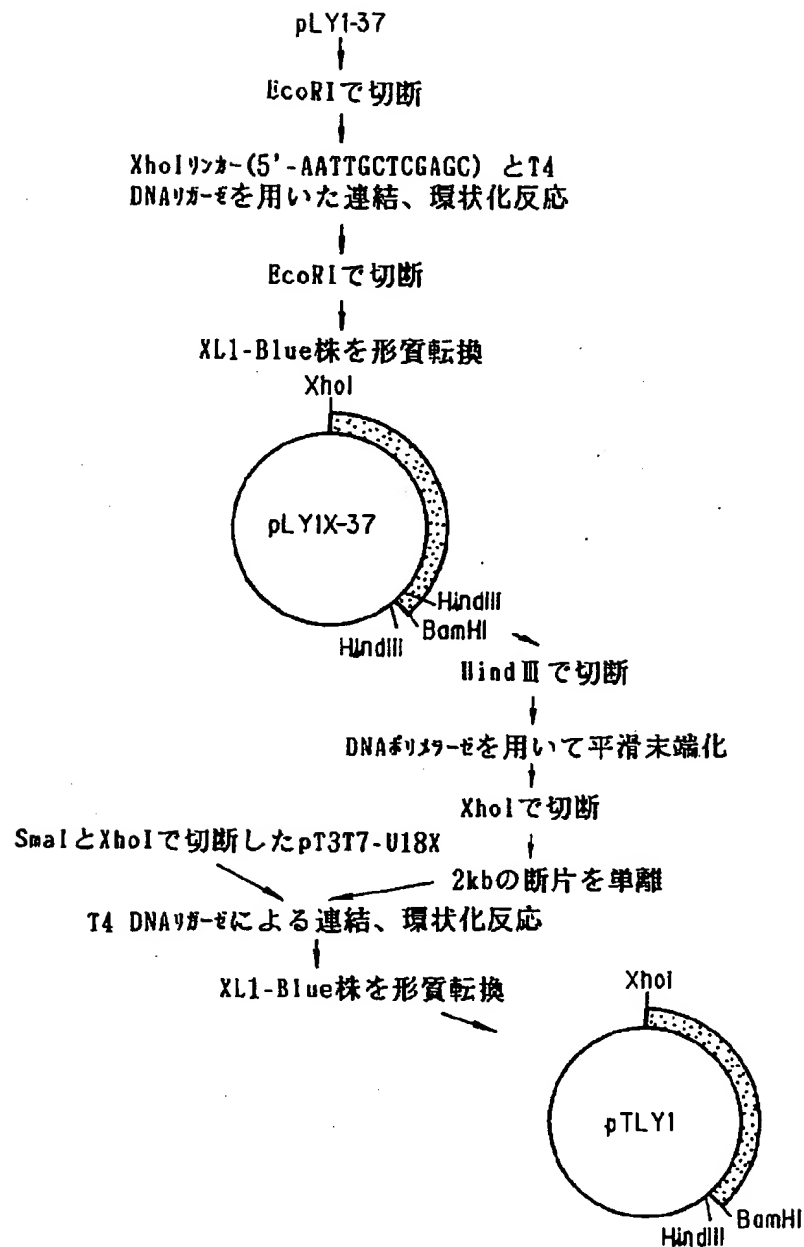 pLY1-37
EcoRIで切断
XhoIリンカー(5'-AATTGCTCGAGC) とT4
DNAリガーゼを用いた連結、環状化反応
EcoRIで切断
XL1-Blue株を形質転換
XhoI
pLY1X-37
HindIII
BamHI
HindIII
HindⅢで切断
DNAポリメラーゼを用いて平滑末端化
XhoIで切断
SmaIとXhoIで切断したpT3T7-U18X
2kbの断片を単離
T4 DNAリガーゼによる連結、環状化反応
XL1-Blue株を形質転換
XhoI
pTLY1
BamHI
HindIII